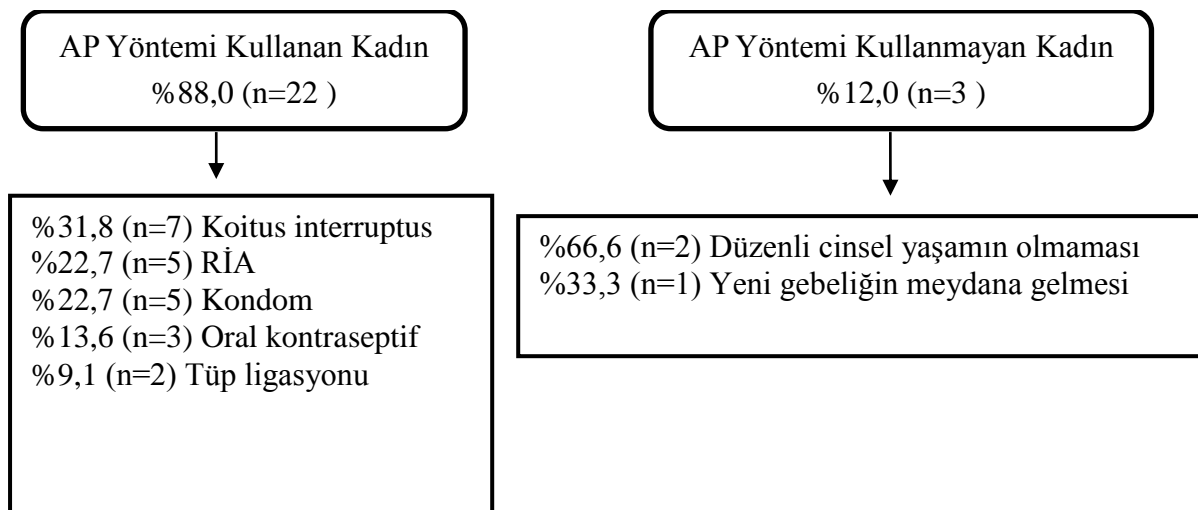 AP Yöntemi Kullanan Kadın
%88,0 (n=22 )
AP Yöntemi Kullanmayan Kadın
%12,0 (n=3 )
%31,8 (n=7) Koitus interruptus
%22,7 (n=5) RİA
%22,7 (n=5) Kondom
%13,6 (n=3) Oral kontraseptif
%9,1 (n=2) Tüp ligasyonu
%66,6 (n=2) Düzenli cinsel yaşamın olmaması
%33,3 (n=1) Yeni gebeliğin meydana gelmesi